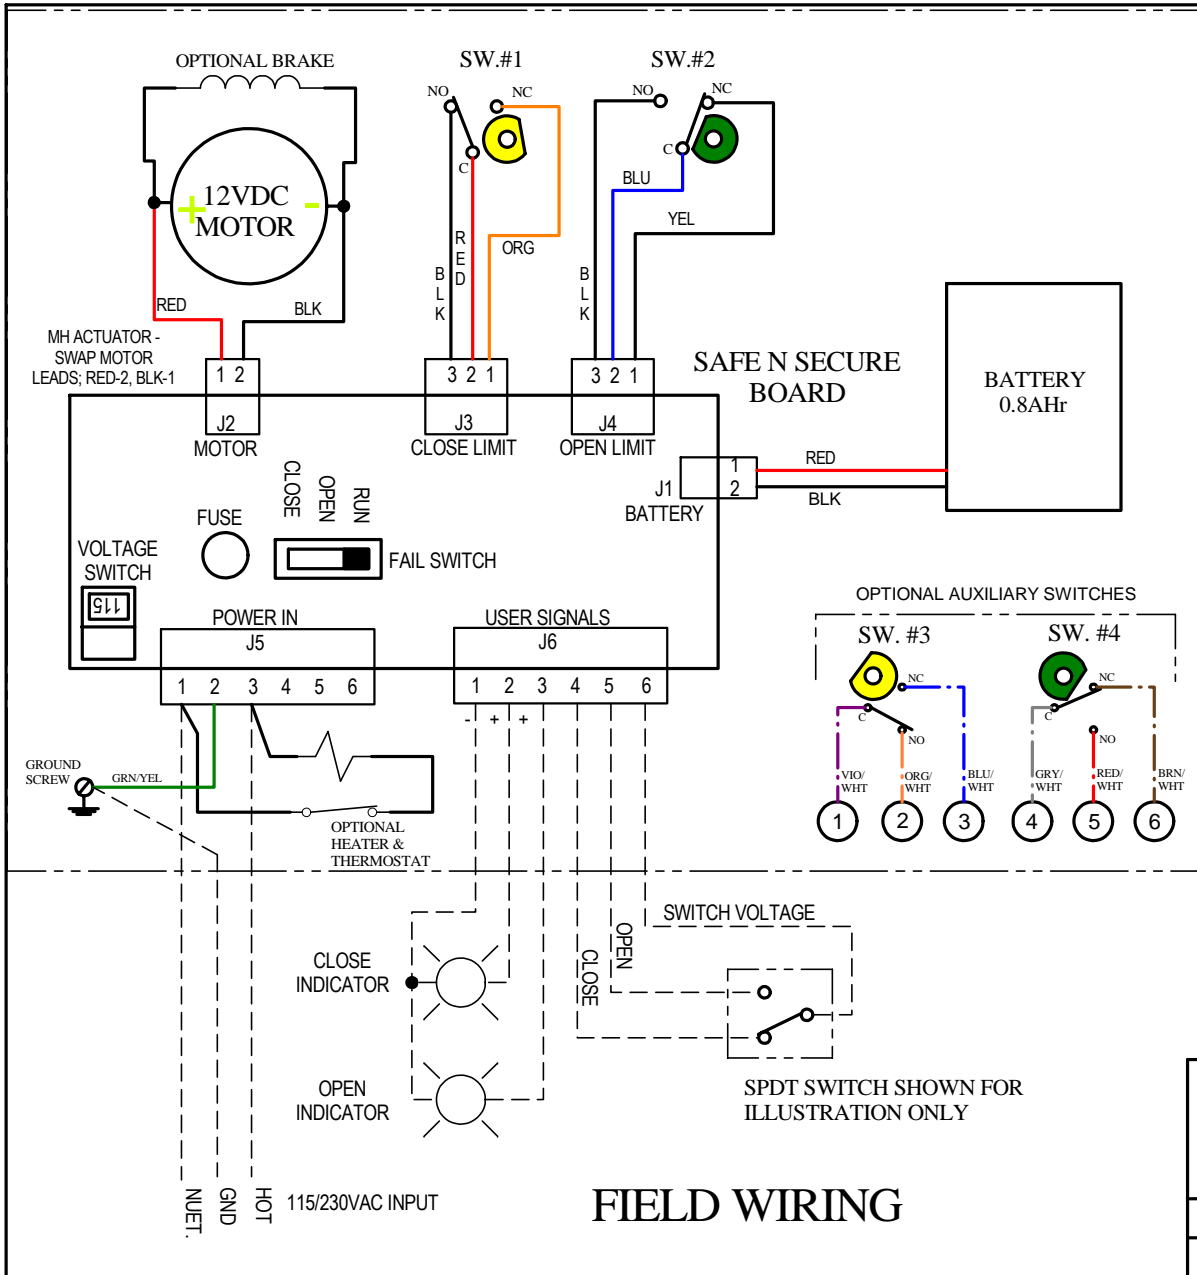 OPTIONAL BRAKE
SW.#1
SW.#2
NO
NC
C
NO
NC
C
12VDC
MOTOR
+
-
RED
BLK
BLK
RED
ORG
BLK
BLU
YEL
MH ACTUATOR -
SWAP MOTOR
LEADS; RED-2, BLK-1
1 2
J2
MOTOR
3 2 1
J3
CLOSE LIMIT
3 2 1
J4
OPEN LIMIT
SAFE N SECURE
BOARD
BATTERY
0.8AHr
RED
BLK
1
2
J1
BATTERY
CLOSE
OPEN
RUN
FUSE
FAIL SWITCH
VOLTAGE
SWITCH
115
POWER IN
J5
1 2 3 4 5 6
USER SIGNALS
J6
1 2 3 4 5 6
- + +
OPTIONAL AUXILIARY SWITCHES
SW. #3
SW. #4
NC
C
NO
NC
C
NO
VIO/
WHT
ORG/
WHT
BLU/
WHT
GRY/
WHT
RED/
WHT
BRN/
WHT
1 2 3 4 5 6
GROUND
SCREW
GRN/YEL
OPTIONAL
HEATER &
THERMOSTAT
CLOSE
INDICATOR
OPEN
INDICATOR
CLOSE
OPEN
SWITCH VOLTAGE
SPDT SWITCH SHOWN FOR
ILLUSTRATION ONLY
NUET.
GND
HOT
115/230VAC INPUT
FIELD WIRING